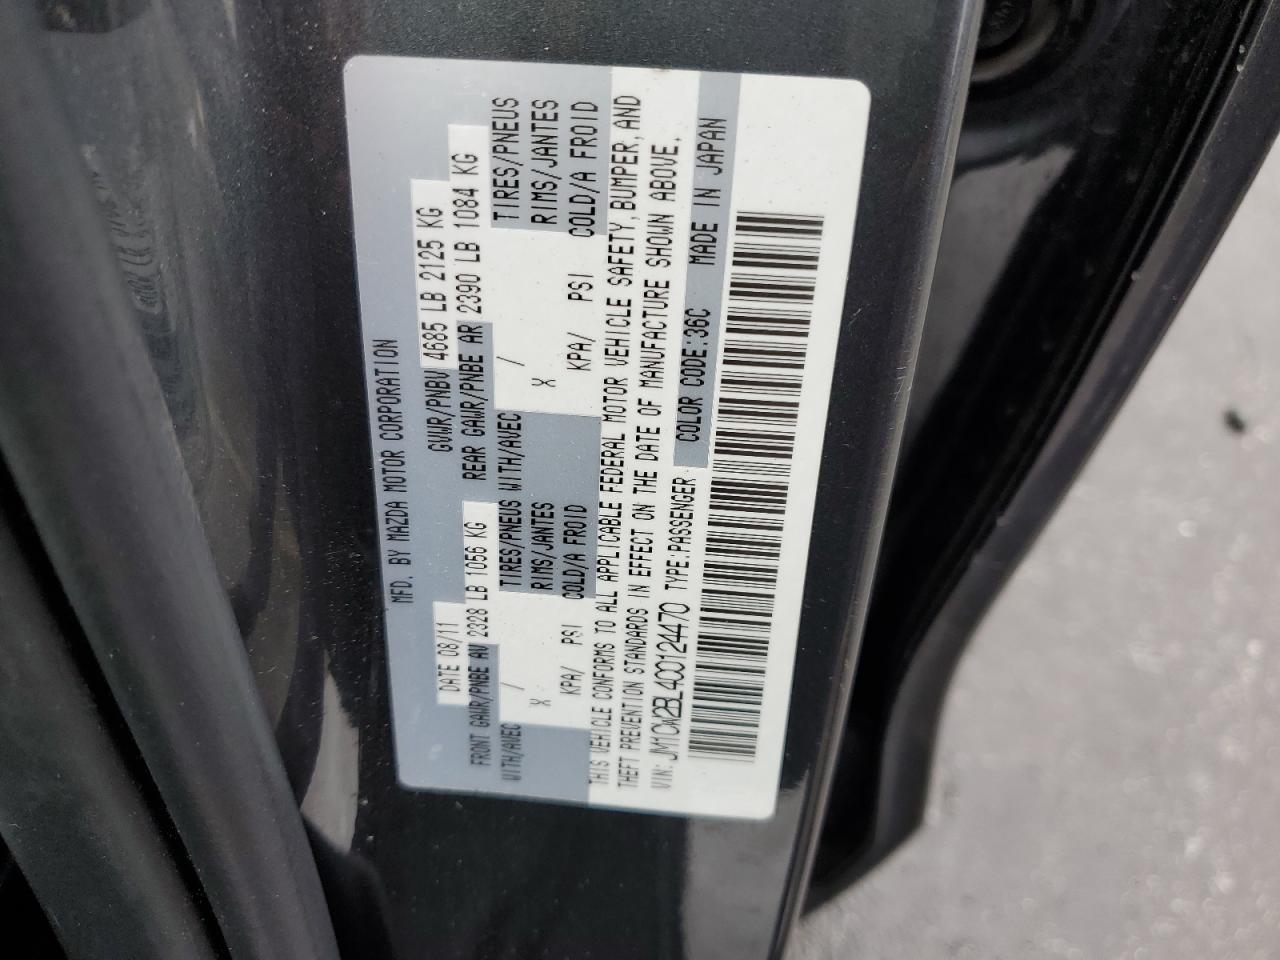 MFD. BY MAZDA MOTOR CORPORATION
DATE 08/11 GVWR/PNBV 4685 LB 2125 KG
FRONT GAWR/PNBE AV 2328 LB 1056 KG REAR GAWR/PNBE AR 2390 LB 1084 KG
WITH/AVEC / TIRES/PNEUS WITH/AVEC / TIRES/PNEUS
X RIMS/JANTES X RIMS/JANTES
KPA/ PSI COLD/A FROID KPA/ PSI COLD/A FROID
THIS VEHICLE CONFORMS TO ALL APPLICABLE FEDERAL MOTOR VEHICLE SAFETY, BUMPER, AND
THEFT PREVENTION STANDARDS IN EFFECT ON THE DATE OF MANUFACTURE SHOWN ABOVE.
VIN: JM1CW2BL4C0124470 TYPE:PASSENGER COLOR CODE:36C MADE IN JAPAN